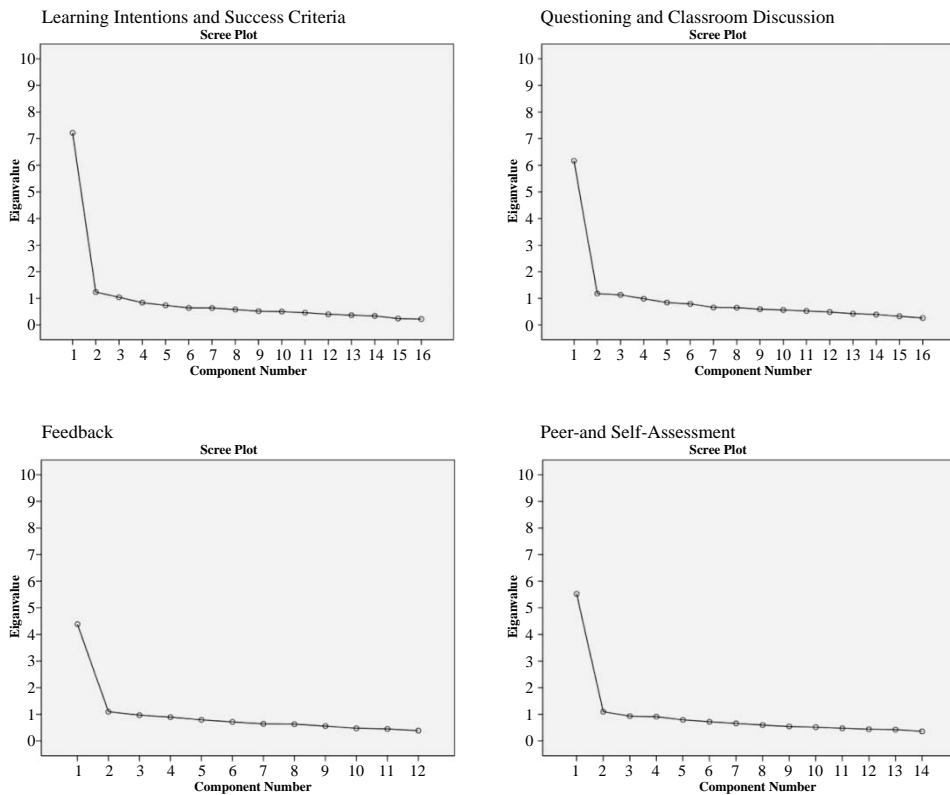 Learning Intentions and Success Criteria
Scree Plot
10
9
8
7
6
5
4
3
2
1
0
Eiganvalue
1 2 3 4 5 6 7 8 9 10 11 12 13 14 15 16
Component Number
Questioning and Classroom Discussion
Scree Plot
10
9
8
7
6
5
4
3
2
1
0
Eiganvalue
1 2 3 4 5 6 7 8 9 10 11 12 13 14 15 16
Component Number
Feedback
Scree Plot
10
9
8
7
6
5
4
3
2
1
0
Eiganvalue
1 2 3 4 5 6 7 8 9 10 11 12
Component Number
Peer-and Self-Assessment
Scree Plot
10
9
8
7
6
5
4
3
2
1
0
Eiganvalue
1 2 3 4 5 6 7 8 9 10 11 12 13 14
Component Number